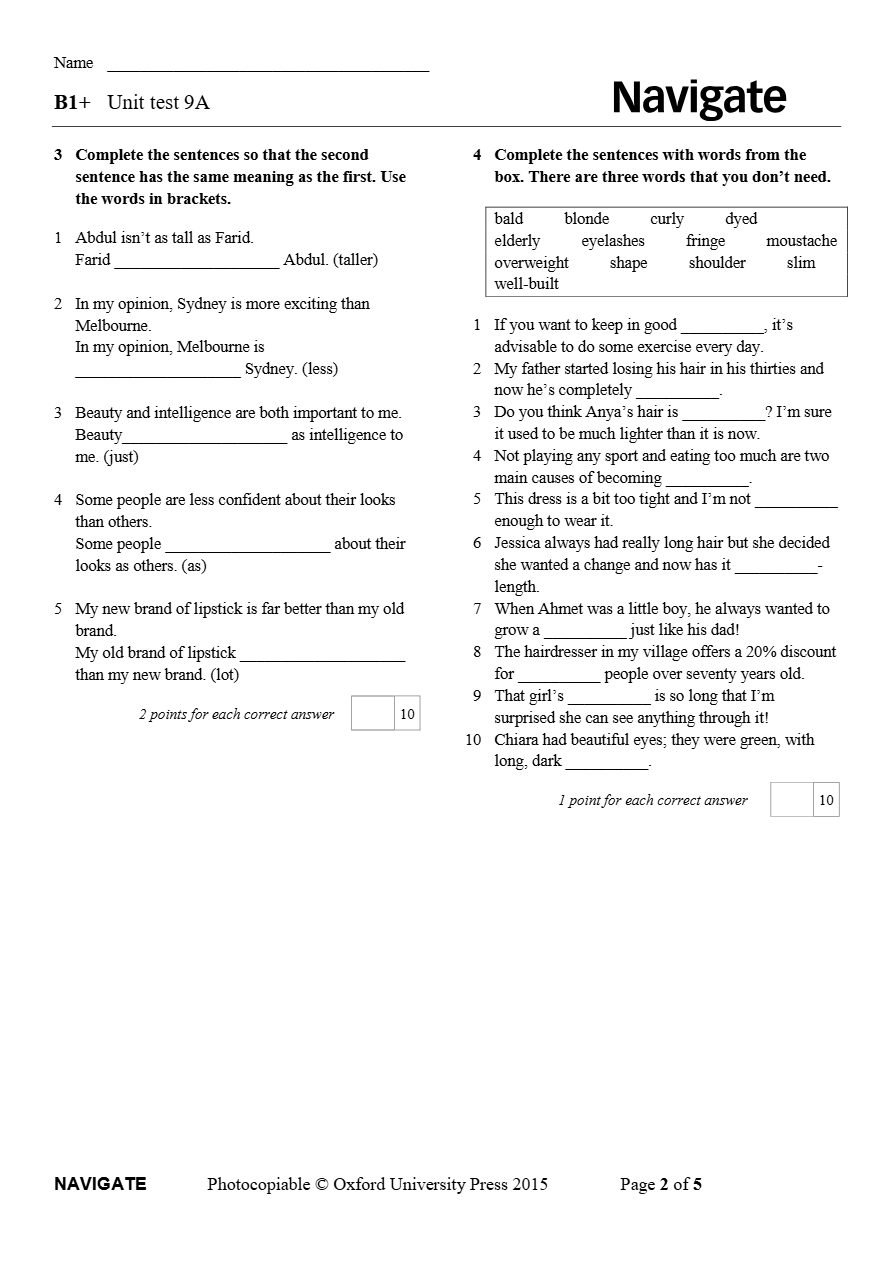 Name ________________________________________
B1+ Unit test 9A
Navigate
3 Complete the sentences so that the second
sentence has the same meaning as the first. Use
the words in brackets.
1 Abdul isn’t as tall as Farid.
Farid ____________________ Abdul. (taller)
2 In my opinion, Sydney is more exciting than
Melbourne.
In my opinion, Melbourne is
____________________ Sydney. (less)
3 Beauty and intelligence are both important to me.
Beauty____________________ as intelligence to
me. (just)
4 Some people are less confident about their looks
than others.
Some people ____________________ about their
looks as others. (as)
5 My new brand of lipstick is far better than my old
brand.
My old brand of lipstick ____________________
than my new brand. (lot)
2 points for each correct answer 10
4 Complete the sentences with words from the
box. There are three words that you don’t need.
bald blonde curly dyed
elderly eyelashes fringe moustache
overweight shape shoulder slim
well-built
1 If you want to keep in good __________, it’s
advisable to do some exercise every day.
2 My father started losing his hair in his thirties and
now he’s completely __________.
3 Do you think Anya’s hair is __________? I’m sure
it used to be much lighter than it is now.
4 Not playing any sport and eating too much are two
main causes of becoming __________.
5 This dress is a bit too tight and I’m not __________
enough to wear it.
6 Jessica always had really long hair but she decided
she wanted a change and now has it __________-
length.
7 When Ahmet was a little boy, he always wanted to
grow a __________ just like his dad!
8 The hairdresser in my village offers a 20% discount
for __________ people over seventy years old.
9 That girl’s __________ is so long that I’m
surprised she can see anything through it!
10 Chiara had beautiful eyes; they were green, with
long, dark __________.
1 point for each correct answer 10
NAVIGATE Photocopiable © Oxford University Press 2015 Page 2 of 5